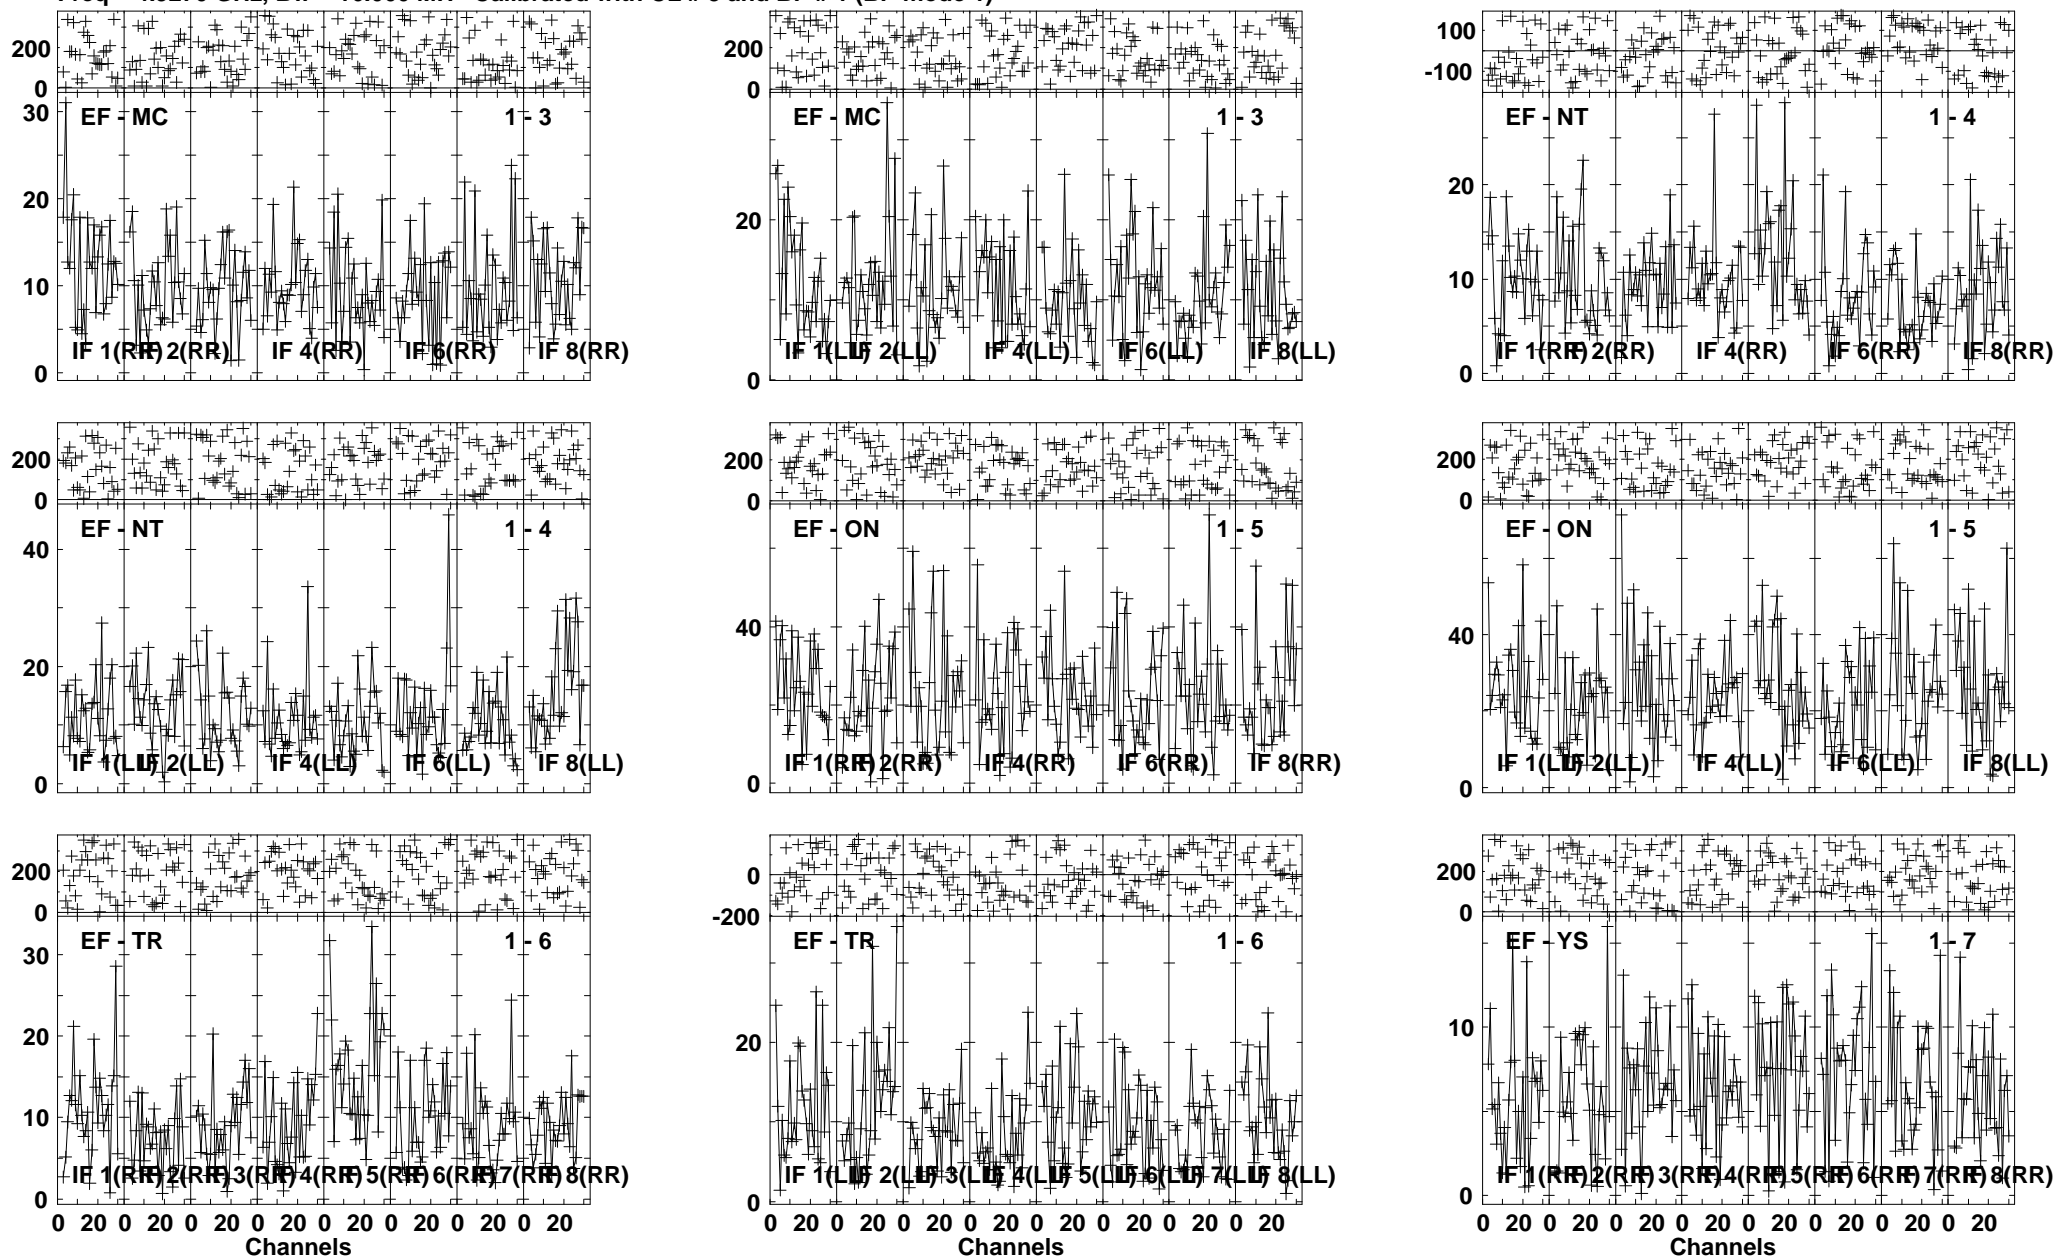 200
0
30
20
10
0
EF - MC
1 - 3
IF 1(RR)
IF 2(RR)
IF 4(RR)
IF 6(RR)
IF 8(RR)
200
0
20
0
EF - MC
1 - 3
IF 1(LL)
IF 2(LL)
IF 4(LL)
IF 6(LL)
IF 8(LL)
100
-100
20
10
0
EF - NT
1 - 4
IF 1(RR)
IF 2(RR)
IF 4(RR)
IF 6(RR)
IF 8(RR)
200
0
40
20
0
EF - NT
1 - 4
IF 1(LL)
IF 2(LL)
IF 4(LL)
IF 6(LL)
IF 8(LL)
200
0
40
0
EF - ON
1 - 5
IF 1(RR)
IF 2(RR)
IF 4(RR)
IF 6(RR)
IF 8(RR)
200
0
40
0
EF - ON
1 - 5
IF 1(LL)
IF 2(LL)
IF 4(LL)
IF 6(LL)
IF 8(LL)
200
0
30
20
10
0
EF - TR
1 - 6
IF 1(RR)
IF 2(RR)
IF 3(RR)
IF 4(RR)
IF 5(RR)
IF 6(RR)
IF 7(RR)
IF 8(RR)
0 20 0 20 0 20 0 20 0 20 0 20 0 20 0 20
Channels
0
-200
20
0
EF - TR
1 - 6
IF 1(LL)
IF 2(LL)
IF 3(LL)
IF 4(LL)
IF 5(LL)
IF 6(LL)
IF 7(LL)
IF 8(LL)
0 20 0 20 0 20 0 20 0 20 0 20 0 20 0 20
Channels
200
0
10
0
EF - YS
1 - 7
IF 1(RR)
IF 2(RR)
IF 3(RR)
IF 4(RR)
IF 5(RR)
IF 6(RR)
IF 7(RR)
IF 8(RR)
0 20 0 20 0 20 0 20 0 20 0 20 0 20 0 20
Channels